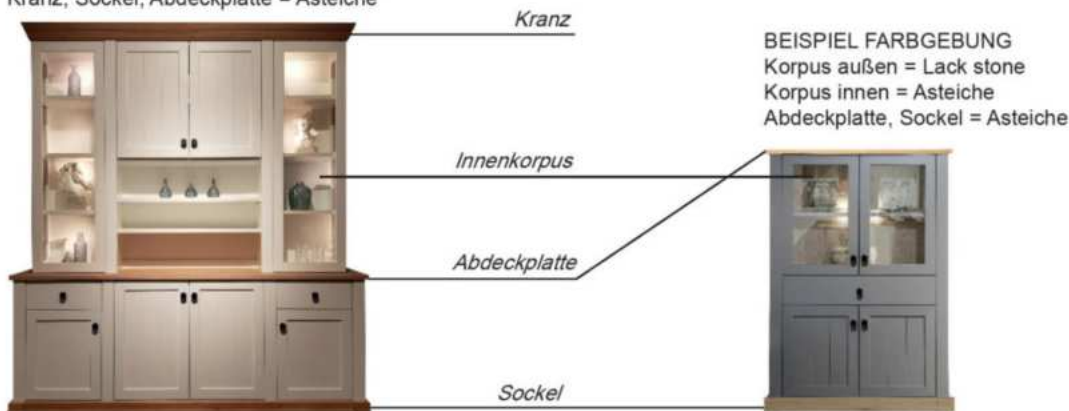 Kranz, Sockel, Abdeckplatte = Asteiche
Kranz
BEISPIEL FARBGEBUNG
Korpus außen = Lack stone
Korpus innen = Asteiche
Abdeckplatte, Sockel = Asteiche
Innenkorpus
Abdeckplatte
Sockel